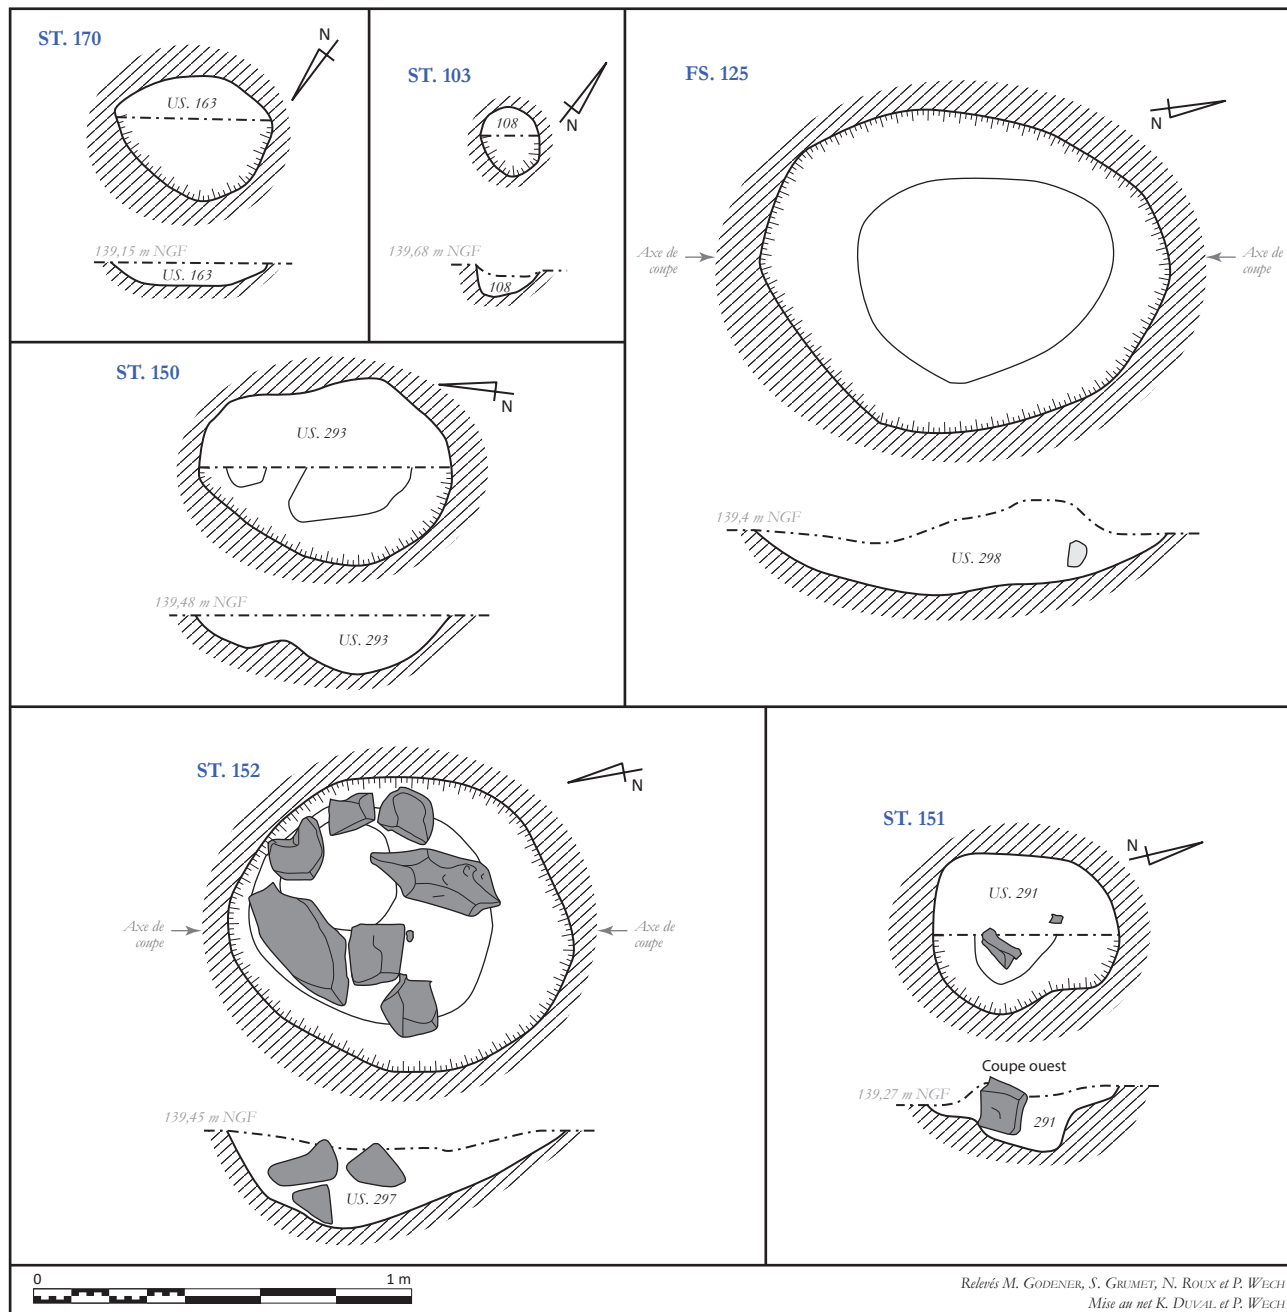 ST. 170
N
US. 163
139,15 m NGF
US. 163
ST. 103
N
108
139,68 m NGF
108
FS. 125
N
Axe de
coupe
Axe de
coupe
139,4 m NGF
US. 298
ST. 150
N
US. 293
139,48 m NGF
US. 293
ST. 152
N
Axe de
coupe
Axe de
coupe
139,45 m NGF
US. 297
ST. 151
N
US. 291
Coupe ouest
139,27 m NGF
291
0 1 m
Relevés M. GODENER, S. GRUMET, N. ROUX et P. WECH
Mise au net K. DUVAL et P. WECH